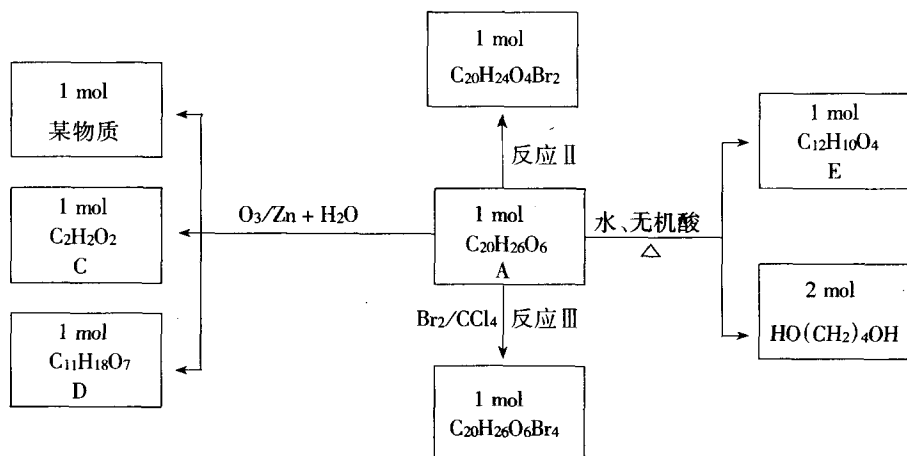 1 mol
C₂₀H₂₄O₄Br₂
1 mol
某物质
反应Ⅱ
1 mol
C₁₂H₁₀O₄
E
1 mol
C₂H₂O₂
C
O₃/Zn + H₂O
1 mol
C₂₀H₂₆O₆
A
水、无机酸
△
1 mol
C₁₁H₁₈O₇
D
Br₂/CCl₄ 反应Ⅲ
2 mol
HO(CH₂)₄OH
1 mol
C₂₀H₂₆O₆Br₄